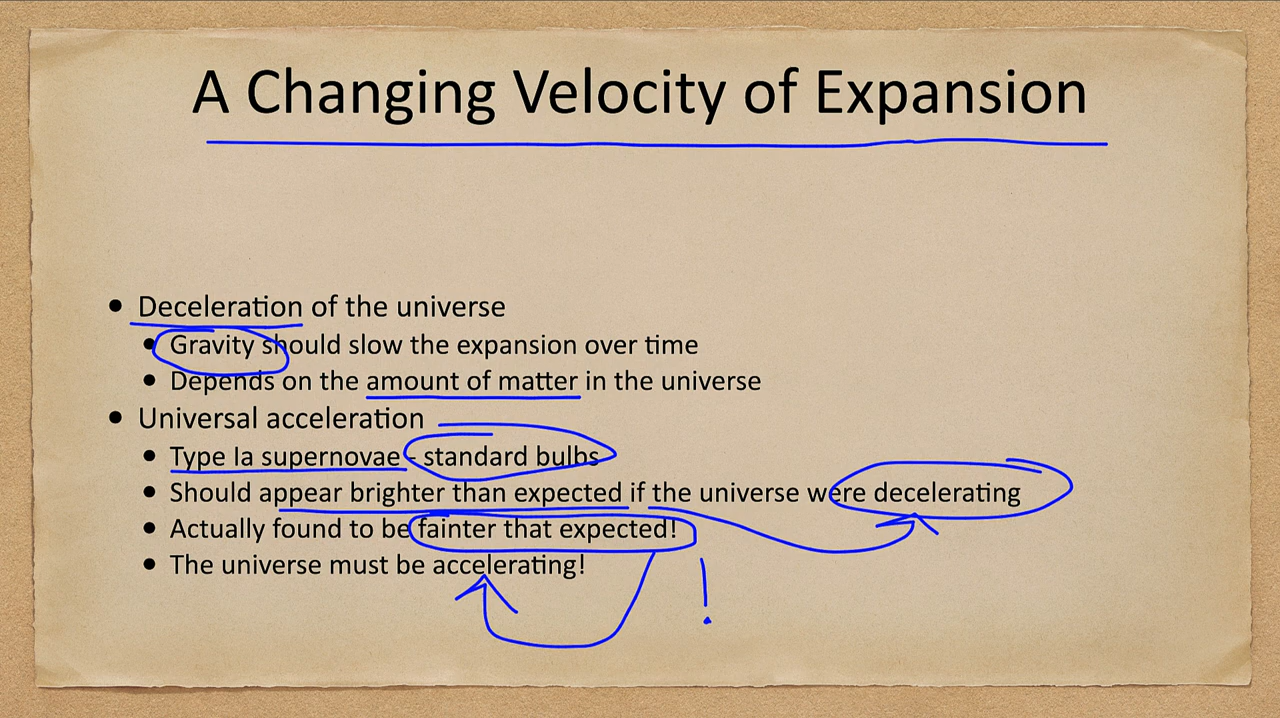 A Changing Velocity of Expansion
• Deceleration of the universe
• Gravity should slow the expansion over time
• Depends on the amount of matter in the universe
• Universal acceleration
• Type Ia supernovae - standard bulbs
• Should appear brighter than expected if the universe were decelerating
• Actually found to be fainter that expected!
• The universe must be accelerating!
!